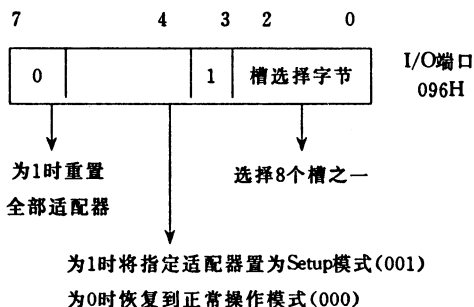 7 4 3 2 0
0 1 槽选择字节
I/O端口
096H
为1时重置
全部适配器
选择8个槽之一
为1时将指定适配器置为Setup模式(001)
为0时恢复到正常操作模式(000)